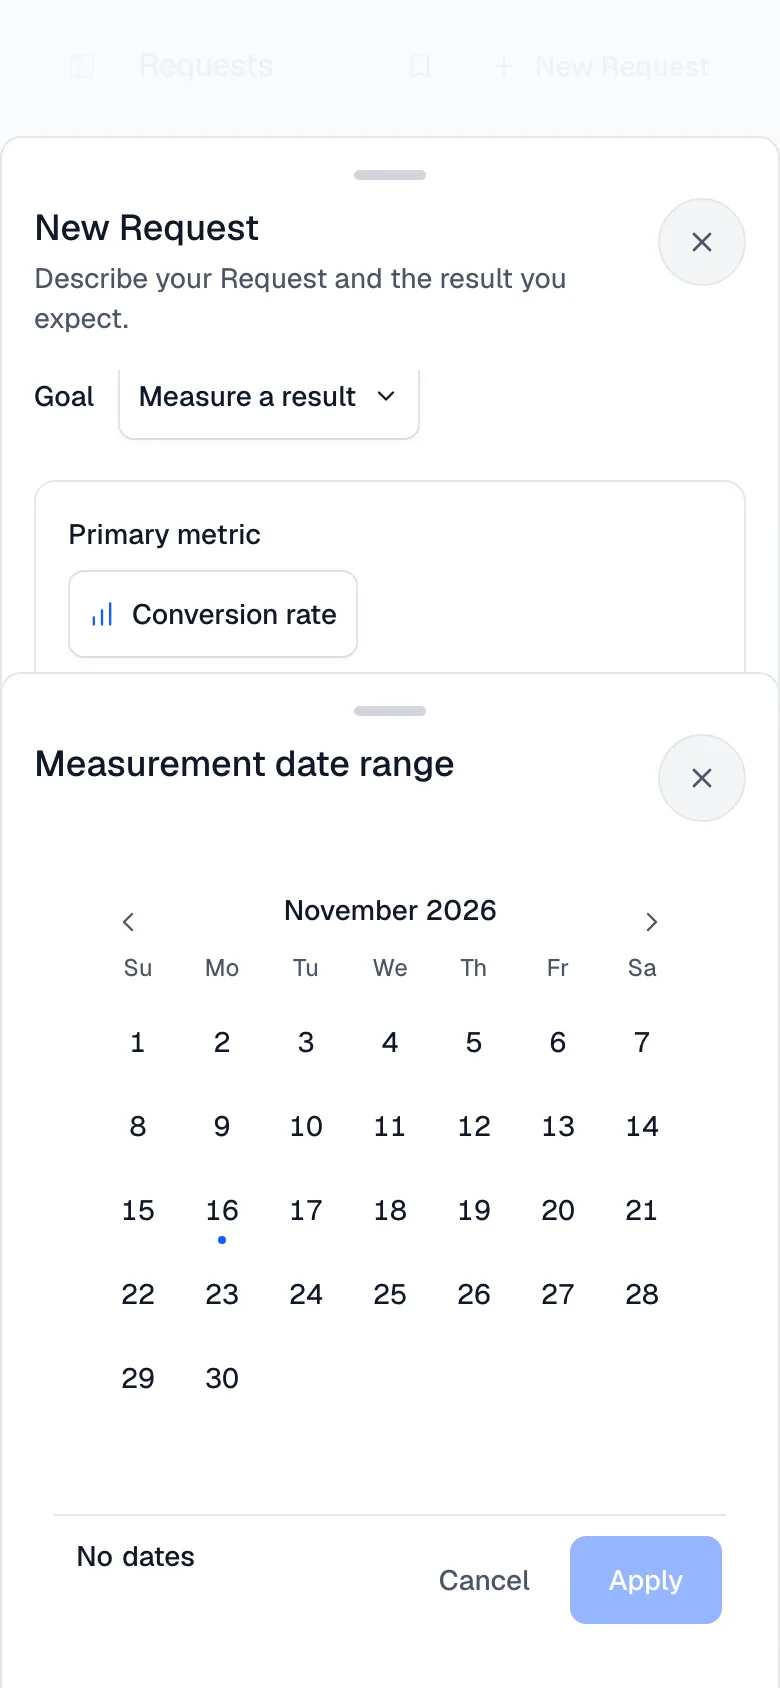 Requests
New Request
New Request
Describe your Request and the result you
expect.
Goal
Measure a result
Primary metric
Conversion rate
Measurement date range
November 2026
Su Mo Tu We Th Fr Sa
1 2 3 4 5 6 7
8 9 10 11 12 13 14
15 16 17 18 19 20 21
22 23 24 25 26 27 28
29 30
No dates
Cancel
Apply